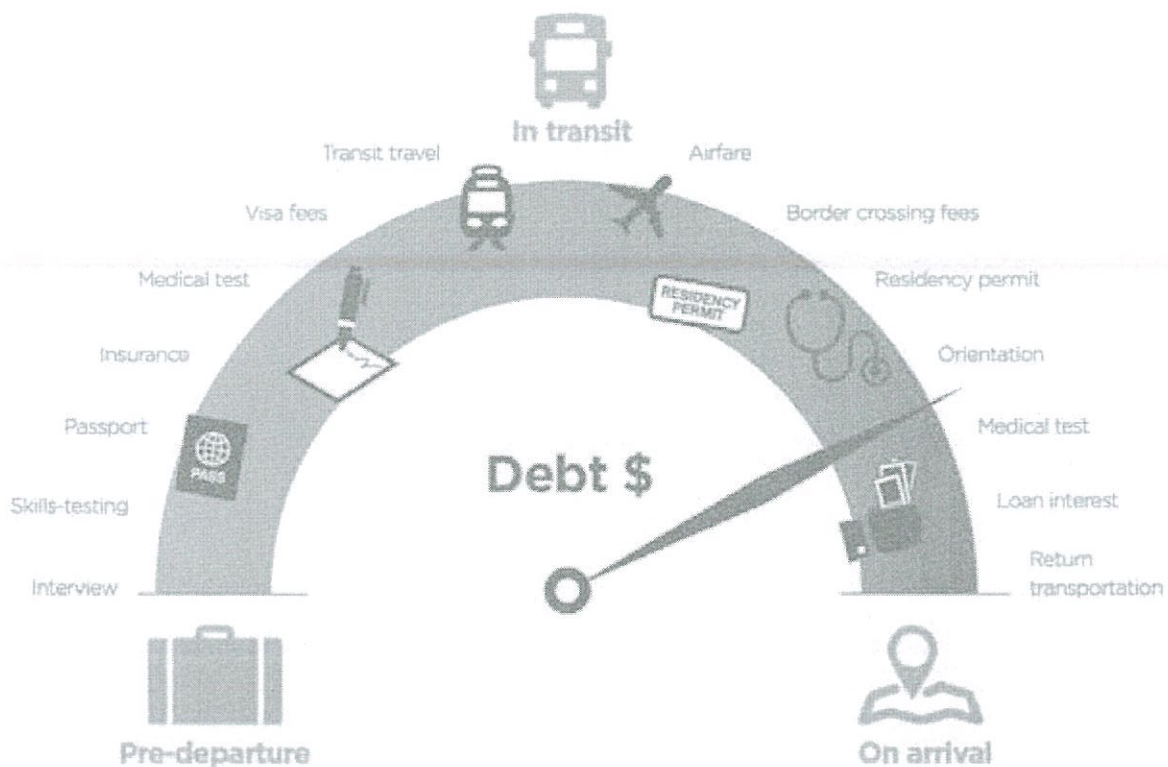 In transit
Transit travel
Airfare
Visa fees
Border crossing fees
Medical test
Residency permit
RESIDENCY
PERMIT
Insurance
Orientation
Passport
Medical test
PASS
Debt $
Skills-testing
Loan interest
Interview
Return
transportation
Pre-departure
On arrival